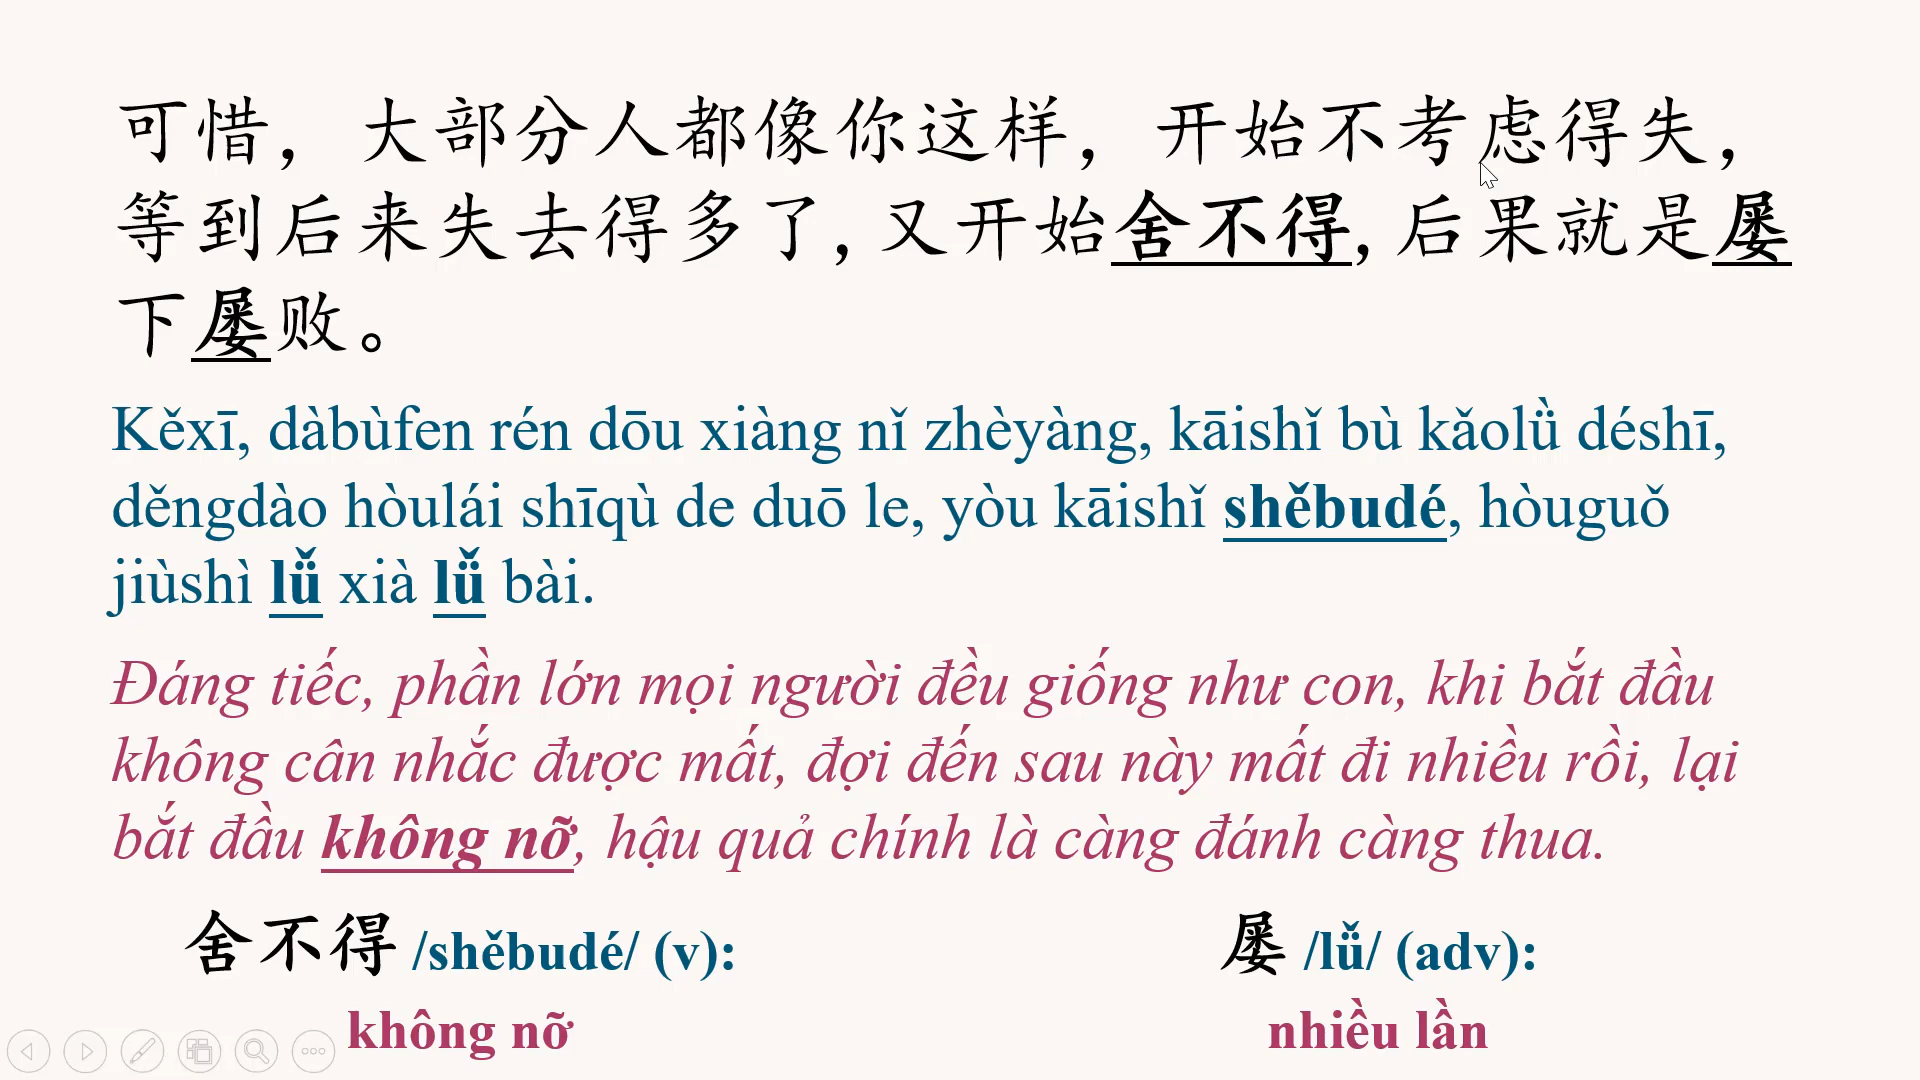 可惜，大部分人都像你这样，开始不考虑得失，
等到后来失去得多了,又开始舍不得,后果就是屡
下屡败。
Kěxī, dàbùfen rén dōu xiàng nǐ zhèyàng, kāishǐ bù kǎolǜ déshī,
děngdào hòulái shīqù de duō le, yòu kāishǐ shěbudé, hòuguǒ
jiùshì lǚ xià lǚ bài.
Đáng tiếc, phần lớn mọi người đều giống như con, khi bắt đầu
không cân nhắc được mất, đợi đến sau này mất đi nhiều rồi, lại
bắt đầu không nỡ, hậu quả chính là càng đánh càng thua.
舍不得 /shěbudé/ (v):
không nỡ
屡 /lǚ/ (adv):
nhiều lần